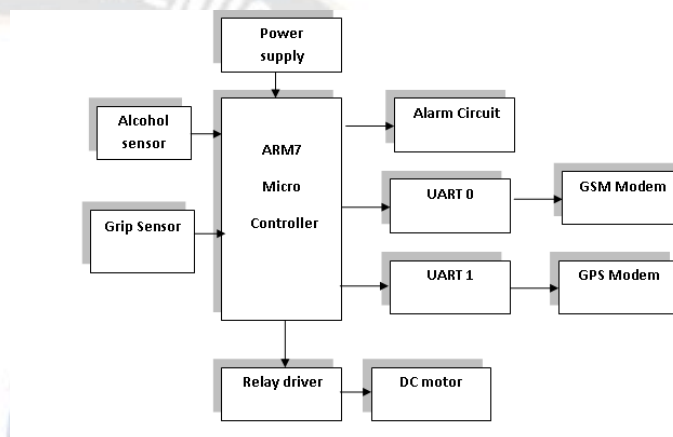 Power
supply
Alcohol
sensor
ARM7
Micro
Controller
Alarm Circuit
UART 0
GSM Modem
Grip Sensor
UART 1
GPS Modem
Relay driver
DC motor